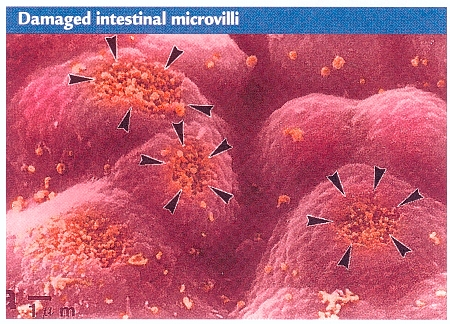 Damaged intestinal microvilli
1 μm